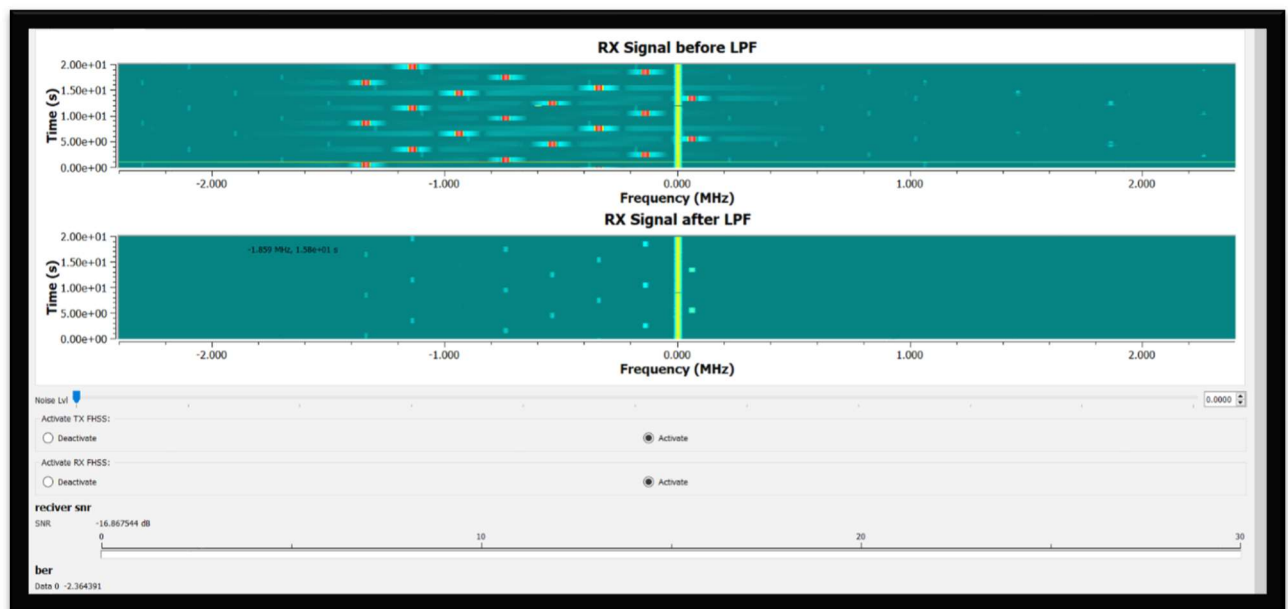 RX Signal before LPF
Time (s)
2.00e+01
1.50e+01
1.00e+01
5.00e+00
0.00e+00
-2.000 -1.000 0.000 1.000 2.000
Frequency (MHz)
RX Signal after LPF
Time (s)
2.00e+01
-1.859 MHz, 1.58e+01 s
1.50e+01
1.00e+01
5.00e+00
0.00e+00
-2.000 -1.000 0.000 1.000 2.000
Frequency (MHz)
Noise Lvl 0.0000
Activate TX FHSS:
Deactivate Activate
Activate RX FHSS:
Deactivate Activate
reciver snr
SNR -16.867544 dB
0 10 20 30
ber
Data 0 -2.364391